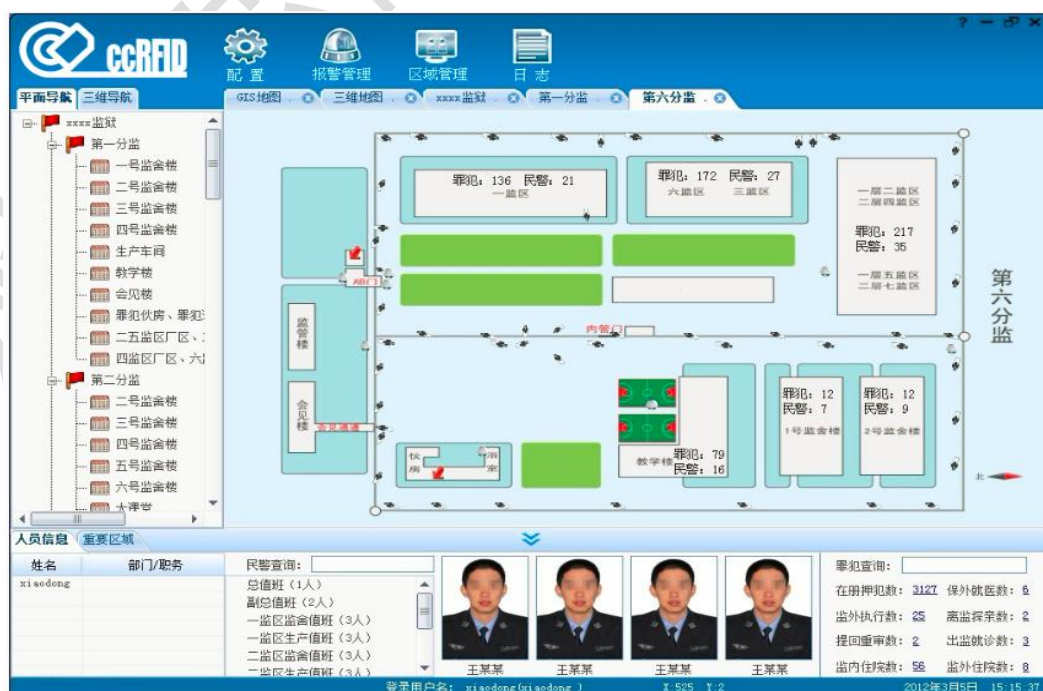 ccRFID
? — ×
配置 报警管理 区域管理 日志
平面导航 三维导航
GIS地图 三维地图 xxxx监狱 第一分监 第六分监
xxxx监狱
第一分监
一号监舍楼
二号监舍楼
三号监舍楼
四号监舍楼
生产车间
教学楼
会见楼
罪犯伙房、罪犯
二五监区厂区、
四监区厂区、六
第二分监
二号监舍楼
三号监舍楼
四号监舍楼
五号监舍楼
六号监舍楼
大课堂
罪犯：136 民警：21
一监区
罪犯：172 民警：27
六监区 三监区
一层二监区
二层四监区
罪犯：217
民警：35
一层五监区
二层七监区
第六分监
AB门
监管楼
内管门
会见楼
会见通道
伙房
浴室
教学楼
罪犯：79
民警：16
罪犯：12
民警：7
1号监舍楼
罪犯：12
民警：9
2号监舍楼
北
人员信息 重要区域
姓名 部门/职务
xiaodong
民警查询：
总值班（1人）
副总值班（2人）
一监区监舍值班（3人）
一监区生产值班（3人）
二监区监舍值班（3人）
二监区生产值班（3人）
王某某 王某某 王某某 王某某
罪犯查询：
在册押犯数：3127 保外就医数：6
监外执行数：25 离监探亲数：2
提回重审数：2 出监就诊数：3
监内住院数：56 监外住院数：8
登录用户名：xiaodong(xiaodong ) X:525 Y:2 2012年3月5日 15:15:37